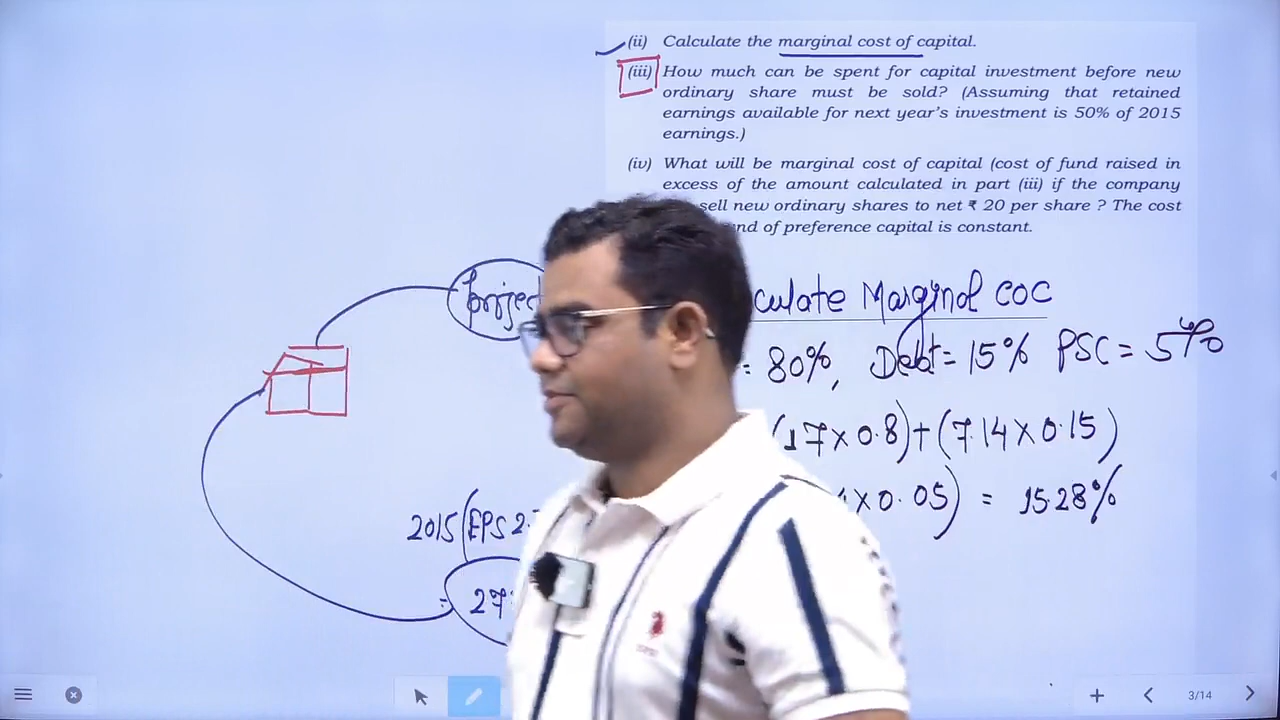 (ii) Calculate the marginal cost of capital.
(iii) How much can be spent for capital investment before new
ordinary share must be sold? (Assuming that retained
earnings available for next year's investment is 50% of 2015
earnings.)
(iv) What will be marginal cost of capital (cost of fund raised in
excess of the amount calculated in part (iii) if the company
sell new ordinary shares to net ₹ 20 per share ? The cost
nd of preference capital is constant.
culate Marginal COC
= 80%, Debt = 15% PSC = 5%
(17 × 0.8) + (7.14 × 0.15)
× 0.05) = 15.28%
2015 (EPS 2.
= 27
3/14